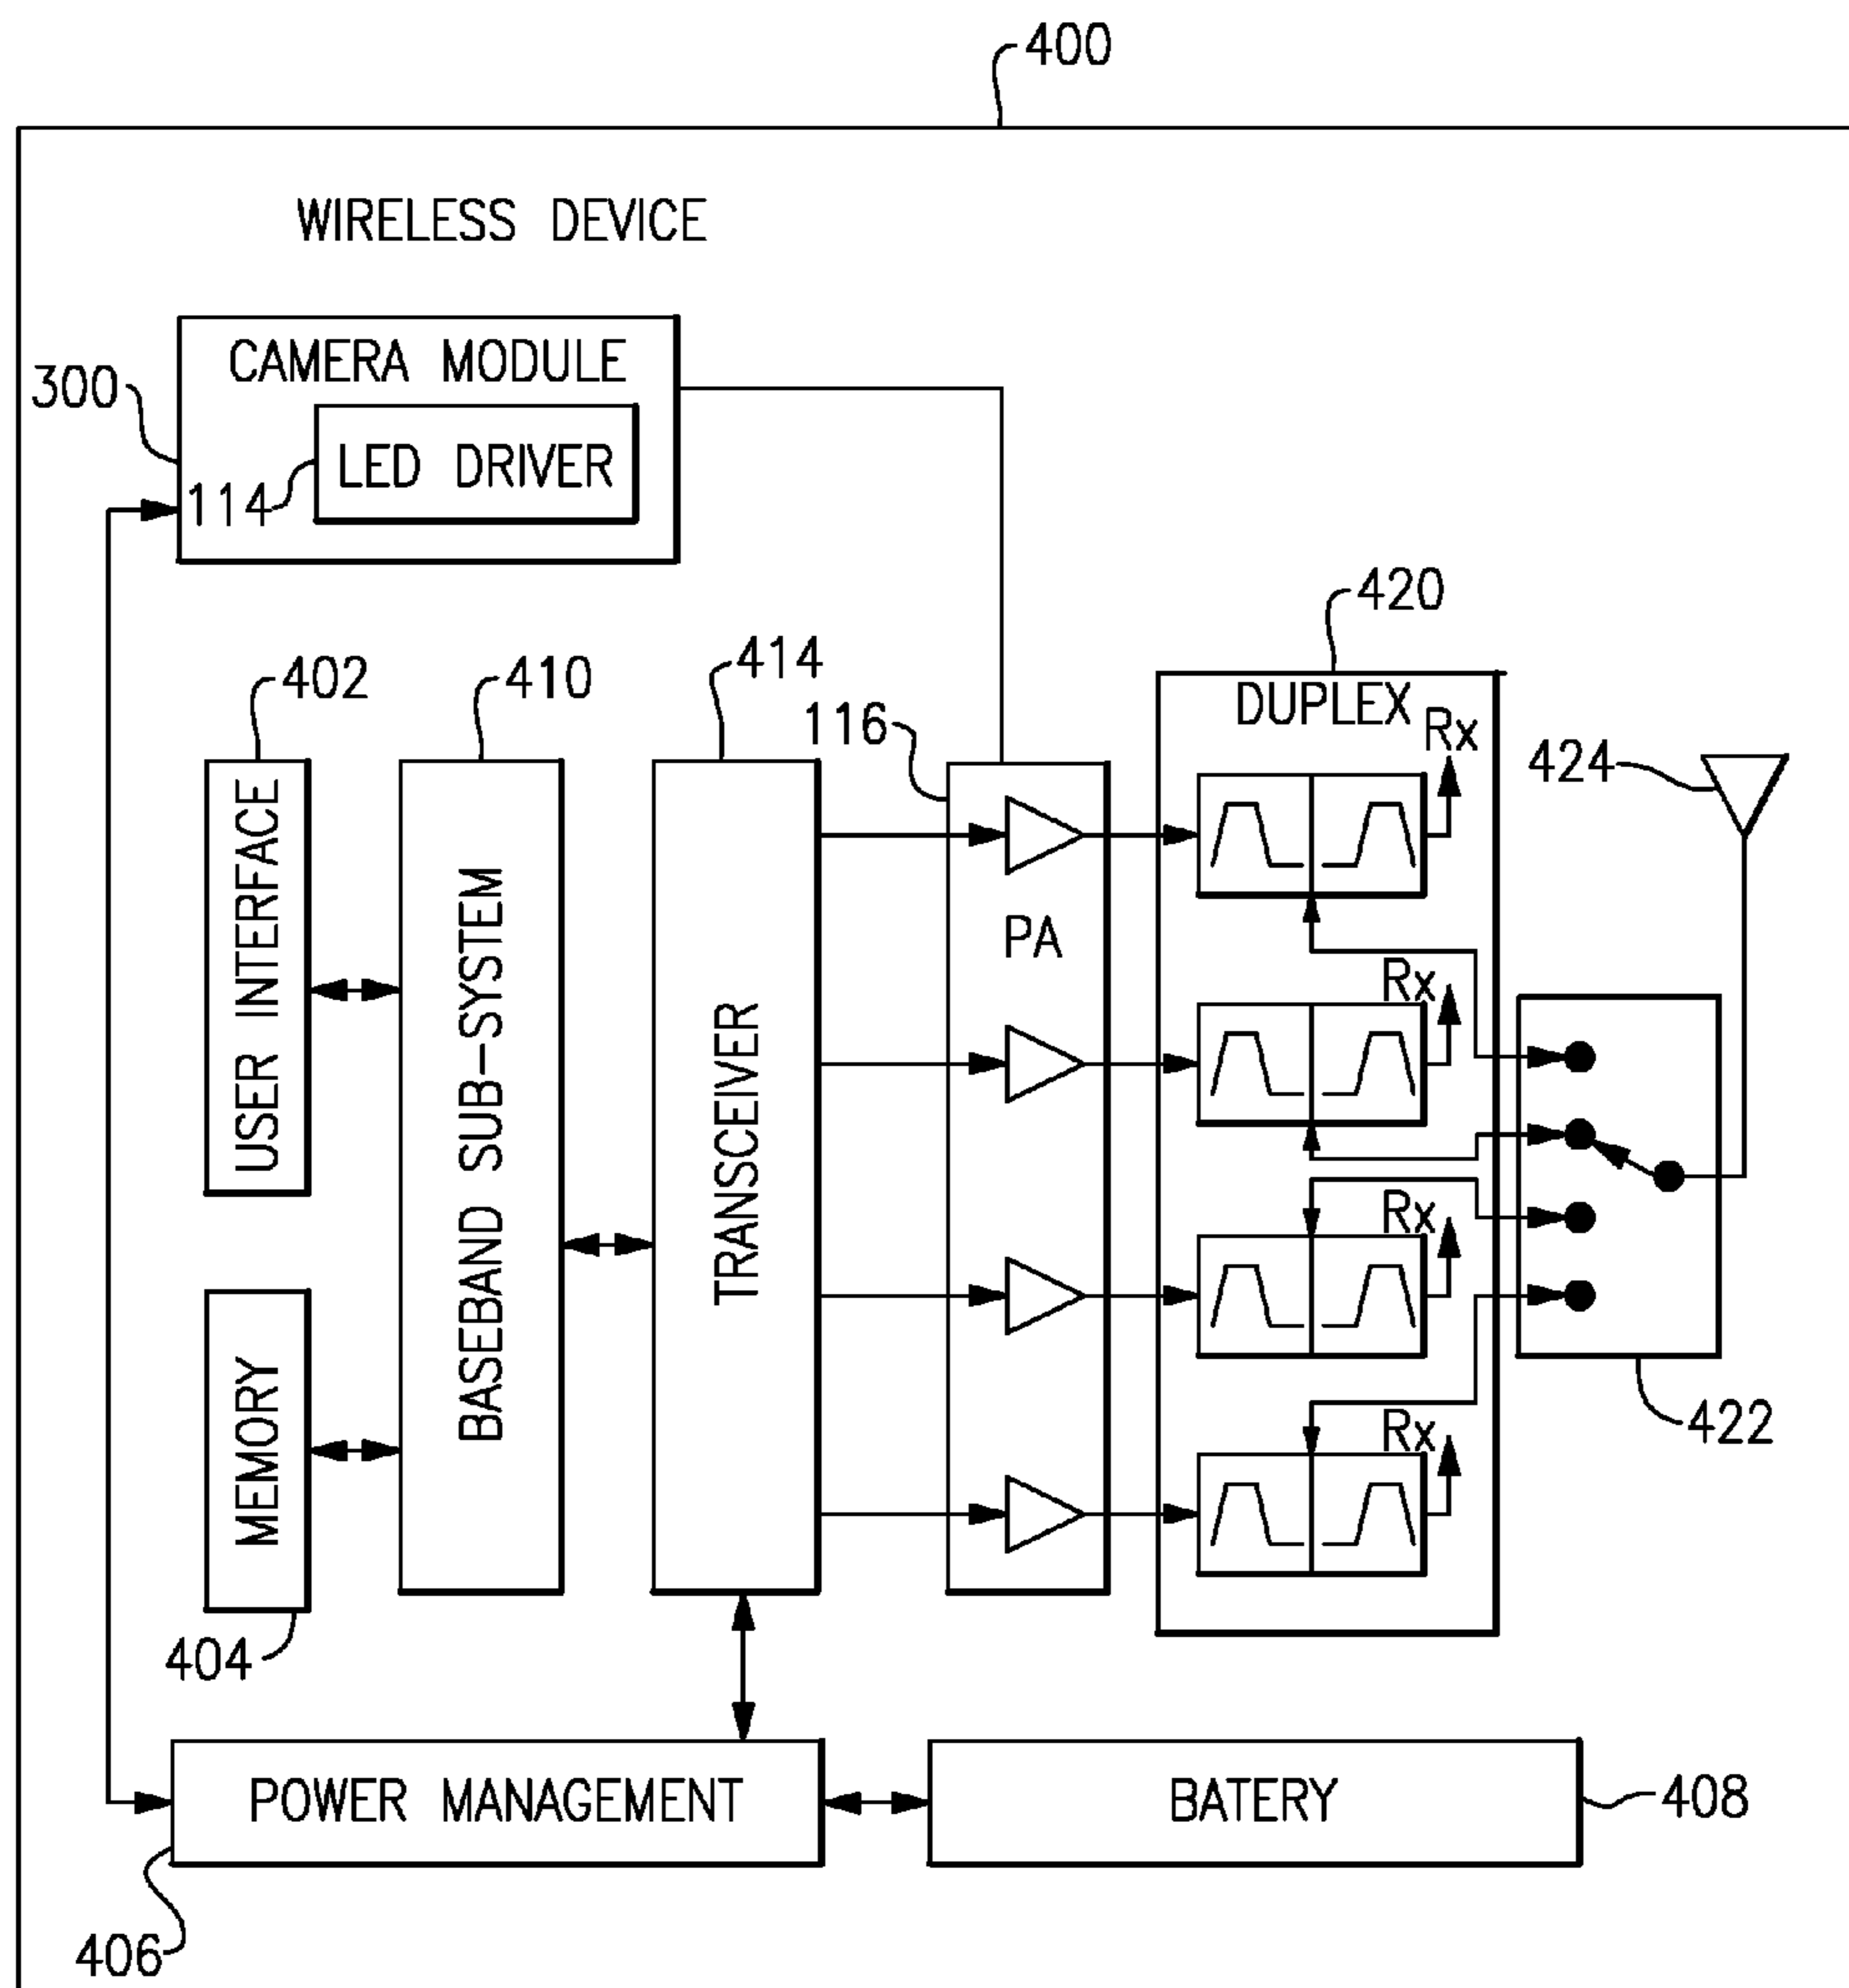 400
WIRELESS DEVICE
CAMERA MODULE
300
LED DRIVER
114
420
402
410
414
116
DUPLEX
Rx
424
USER INTERFACE
BASEBAND SUB-SYSTEM
TRANSCEIVER
PA
Rx
Rx
Rx
422
MEMORY
404
POWER MANAGEMENT
BATERY
408
406